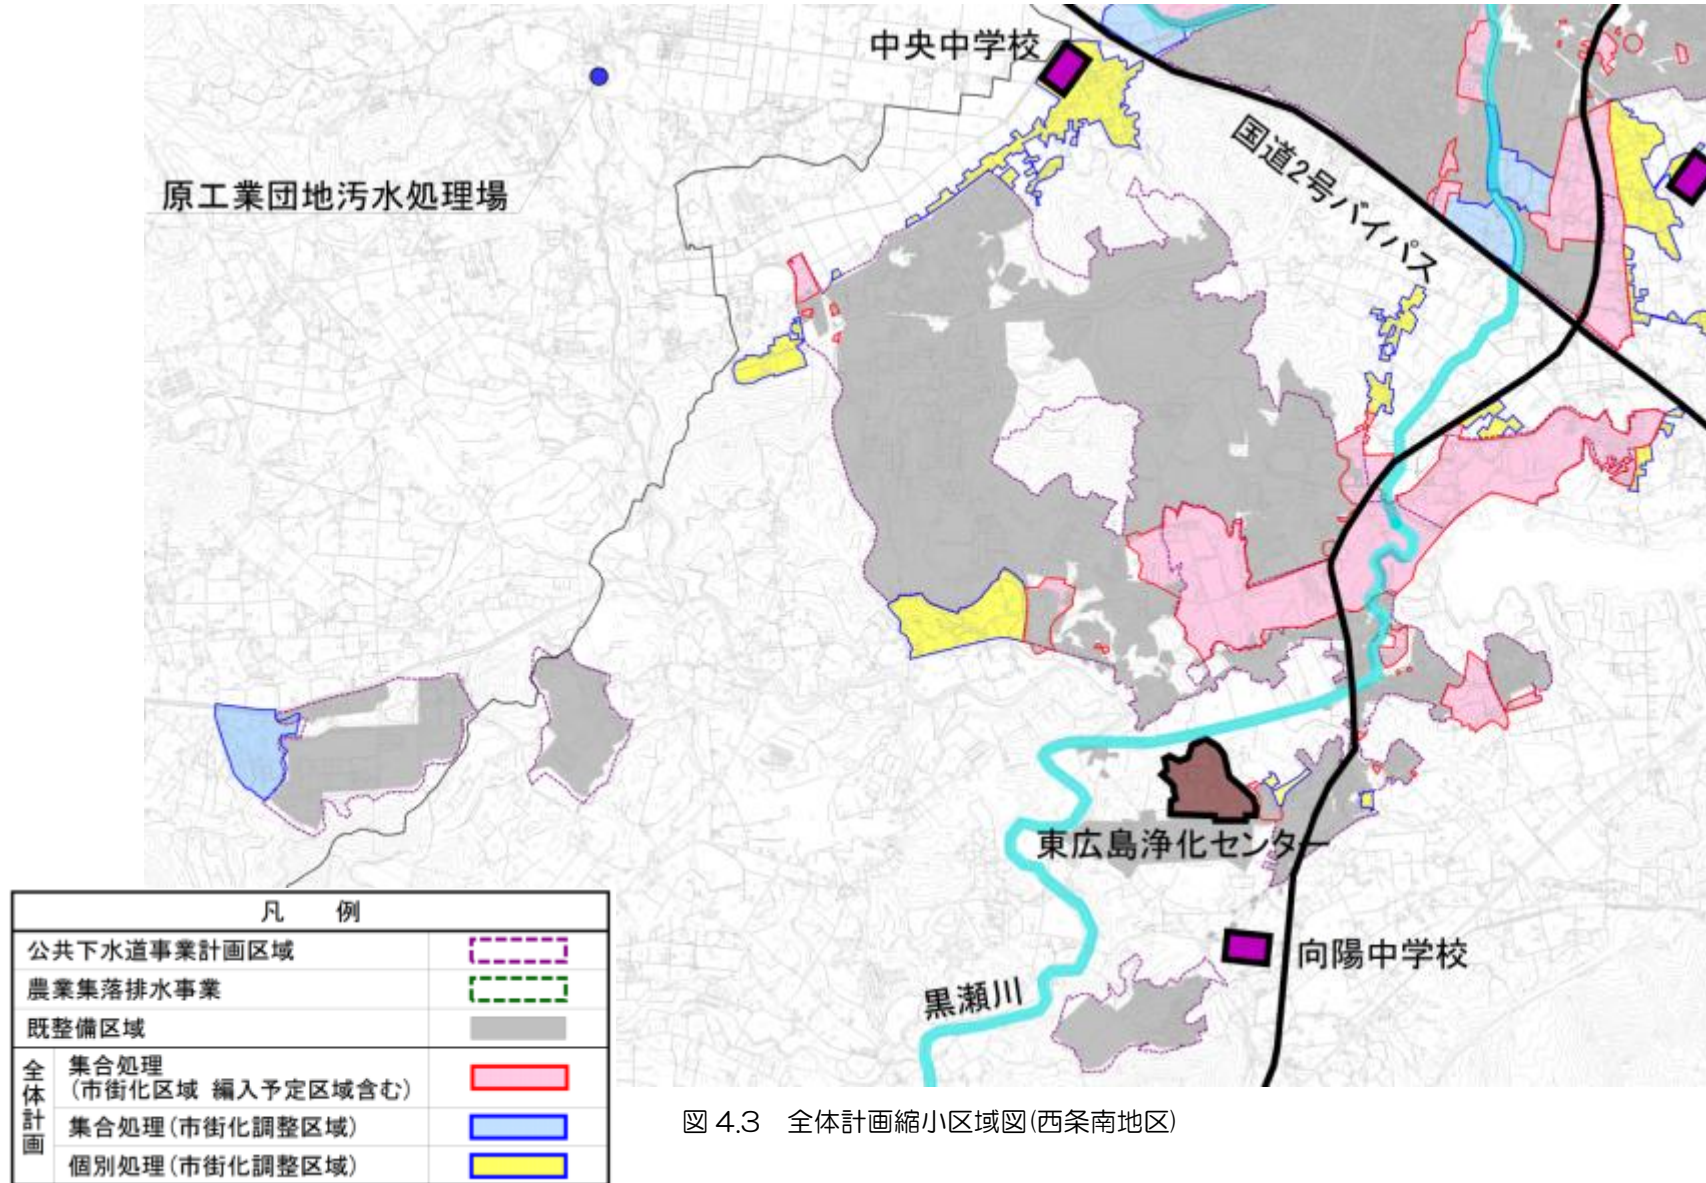 中央中学校
国道2号バイパス
原工業団地汚水処理場
東広島浄化センター
向陽中学校
黒瀬川
凡 例
公共下水道事業計画区域
農業集落排水事業
既整備区域
全体計画
集合処理
(市街化区域 編入予定区域含む)
集合処理(市街化調整区域)
個別処理(市街化調整区域)
図 4.3 全体計画縮小区域図(西条南地区)